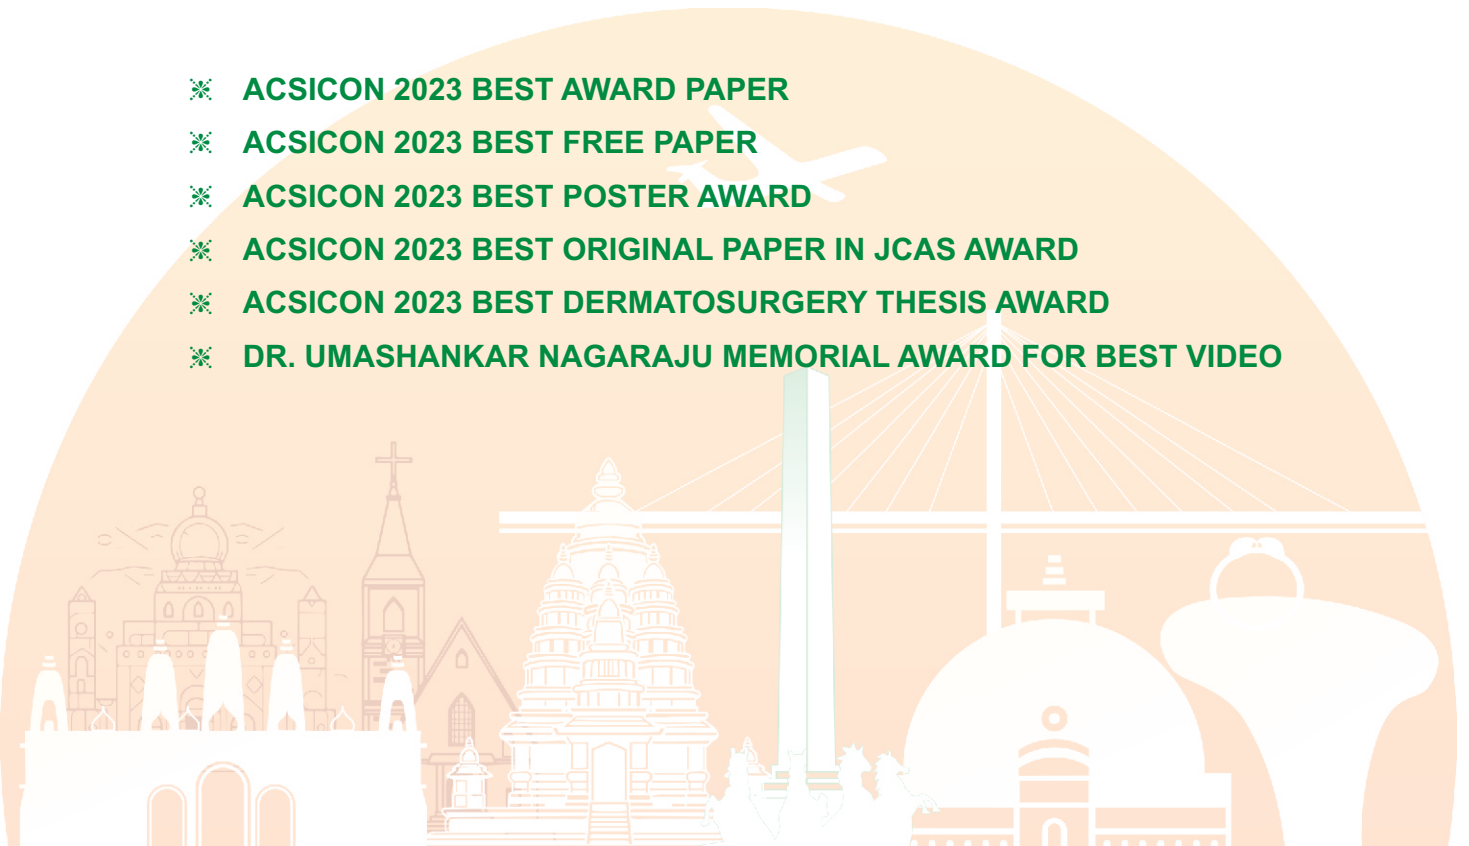 ACSICON 2023 BEST AWARD PAPER
ACSICON 2023 BEST FREE PAPER
ACSICON 2023 BEST POSTER AWARD
ACSICON 2023 BEST ORIGINAL PAPER IN JCAS AWARD
ACSICON 2023 BEST DERMATOSURGERY THESIS AWARD
DR. UMASHANKAR NAGARAJU MEMORIAL AWARD FOR BEST VIDEO